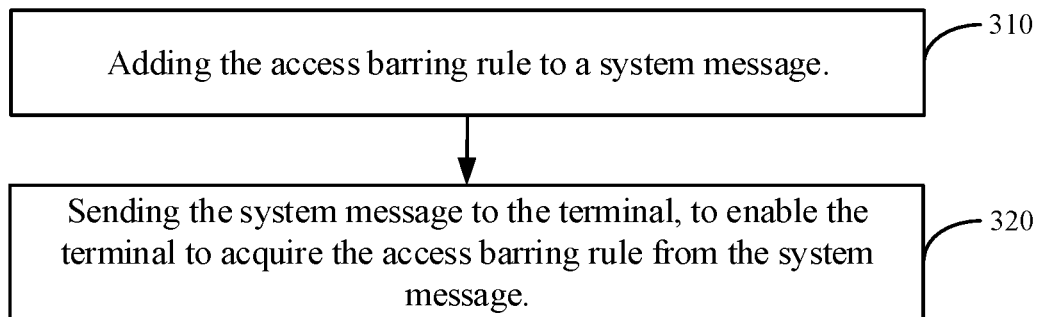 310
Adding the access barring rule to a system message.
Sending the system message to the terminal, to enable the
320
terminal to acquire the access barring rule from the system
message.